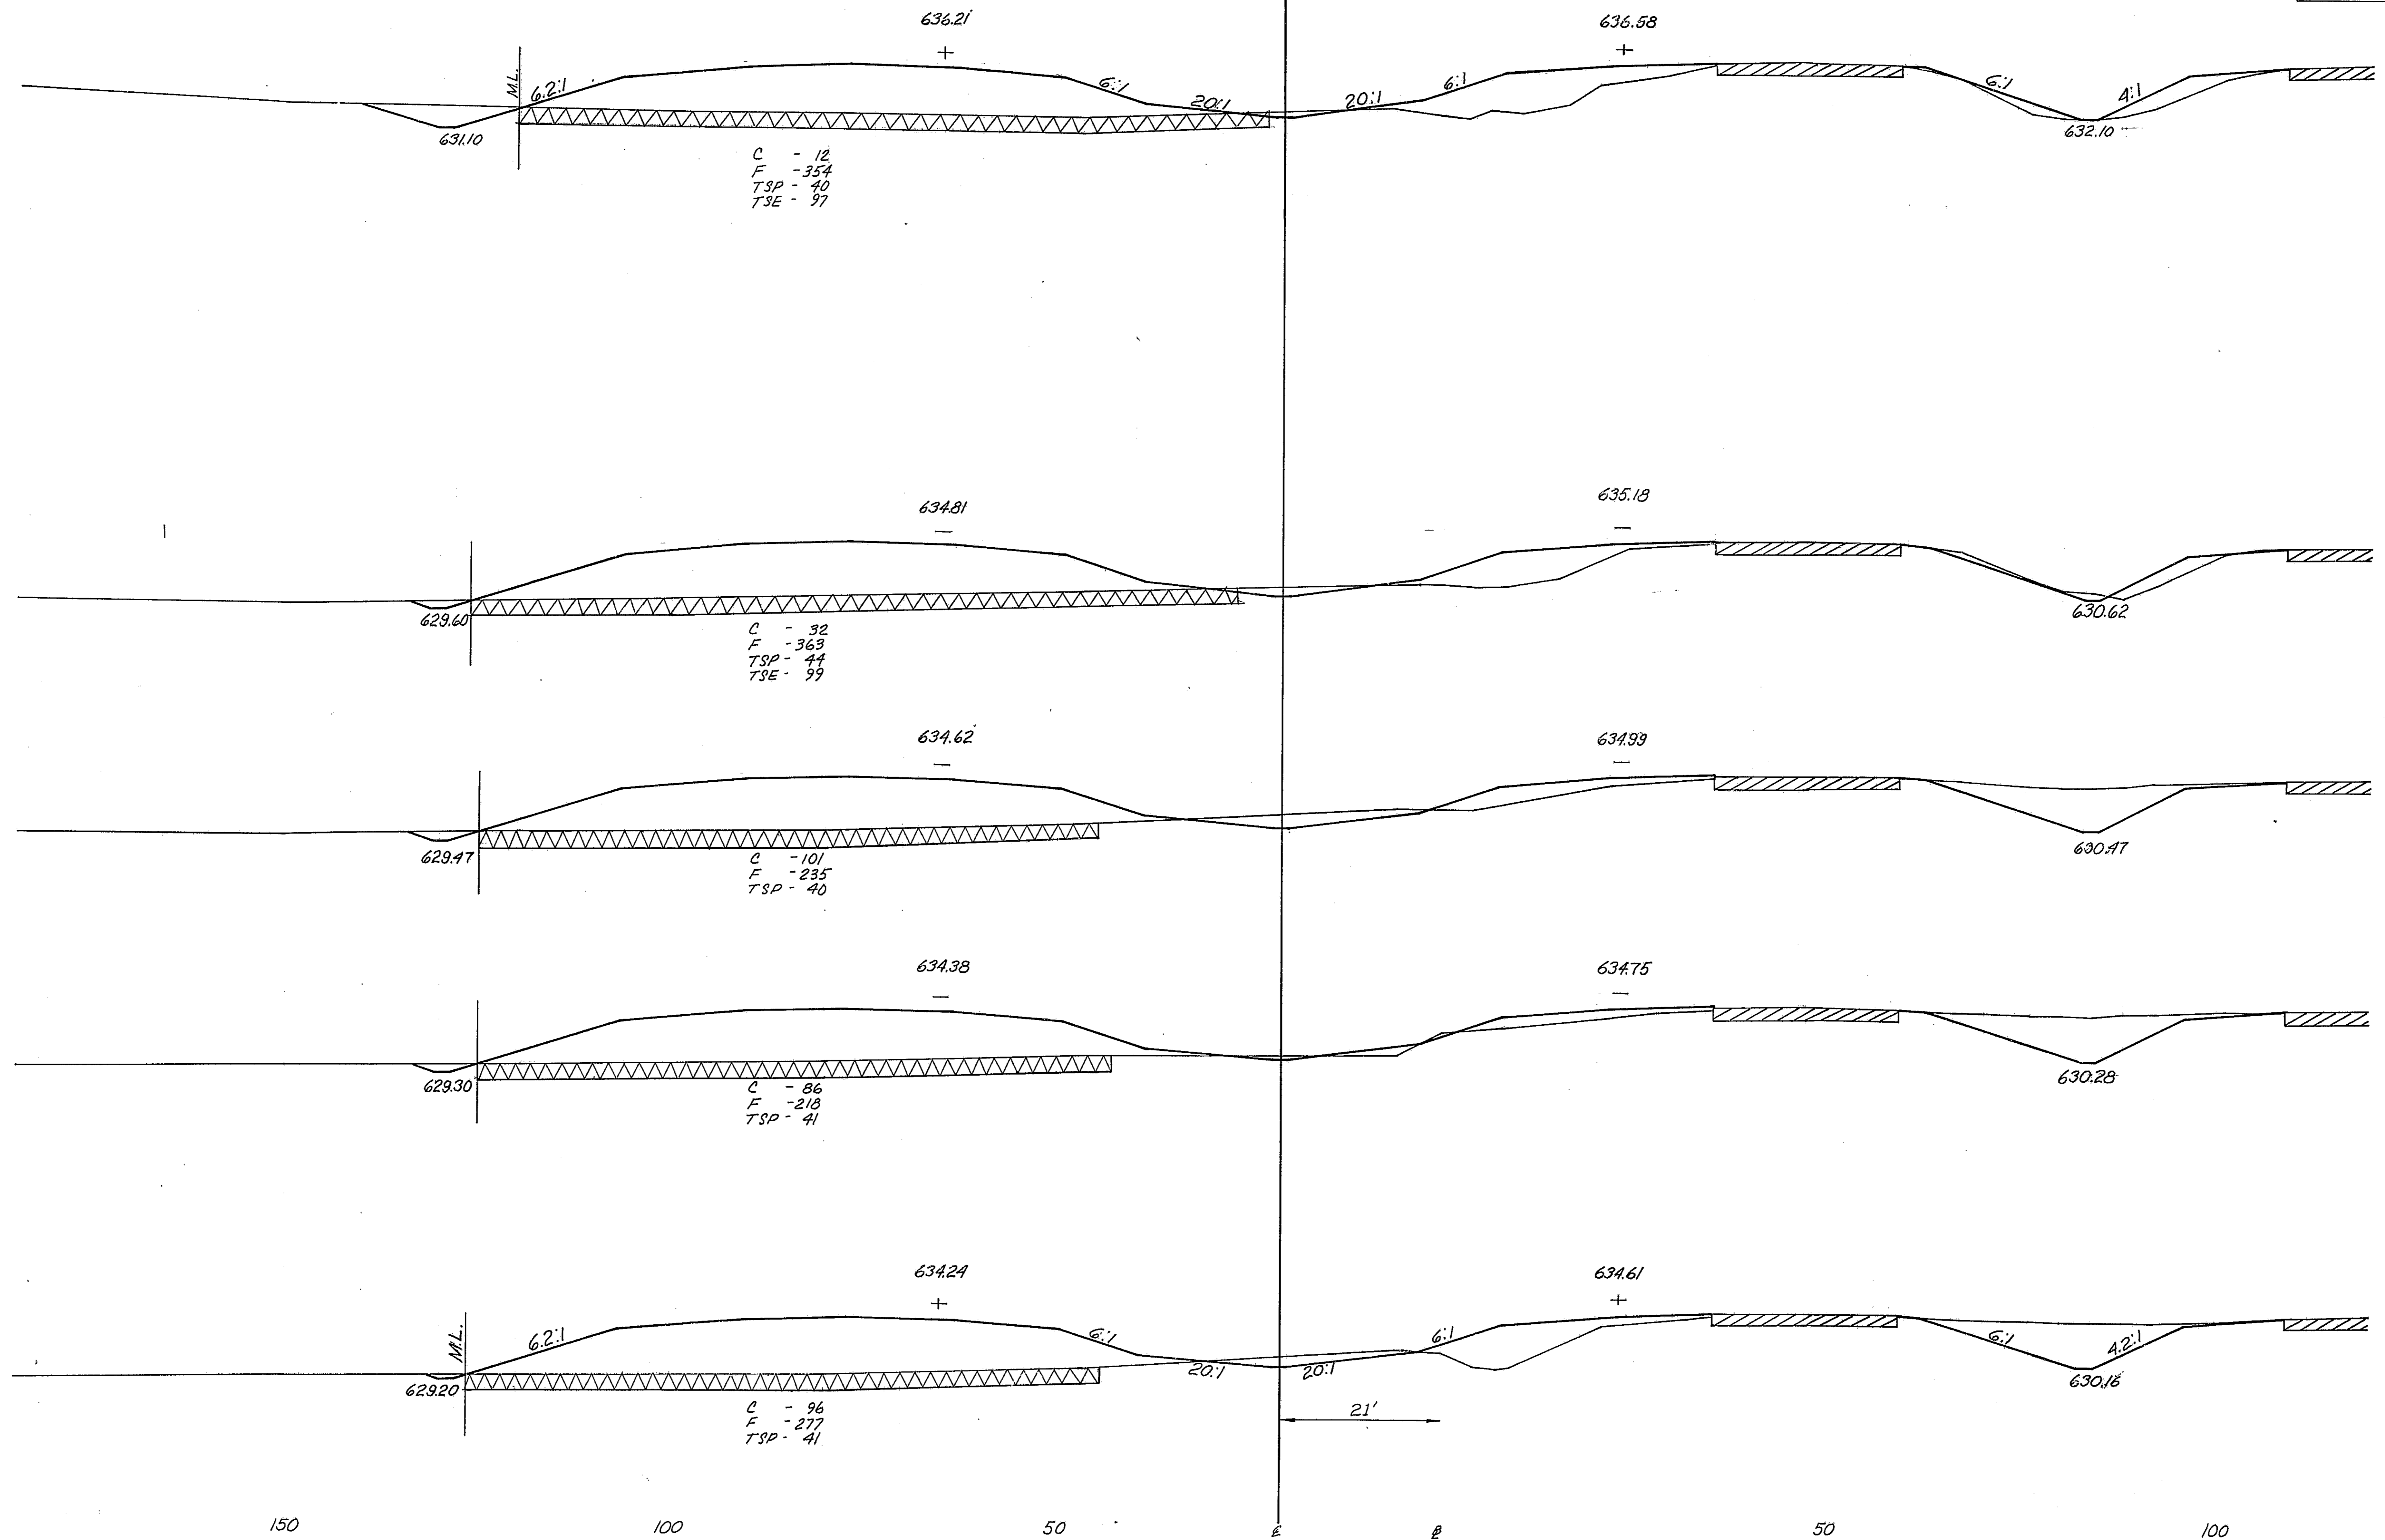 636.21
636.58
M.L.
6.2:1
6:1
20:1
20:1
6:1
6:1
4:1
631.10
632.10
C - 12
F - 354
TSP - 40
TSE - 97
634.81
635.18
629.60
630.62
C - 32
F - 363
TSP - 44
TSE - 99
634.62
634.99
629.47
630.47
C - 101
F - 235
TSP - 40
634.38
634.75
629.30
630.28
C - 86
F - 218
TSP - 41
634.24
634.61
M.L.
6.2:1
6:1
20:1
20:1
6:1
6:1
4.2:1
629.20
630.16
C - 96
F - 277
TSP - 41
21'
150 100 50 ℄ 50 100